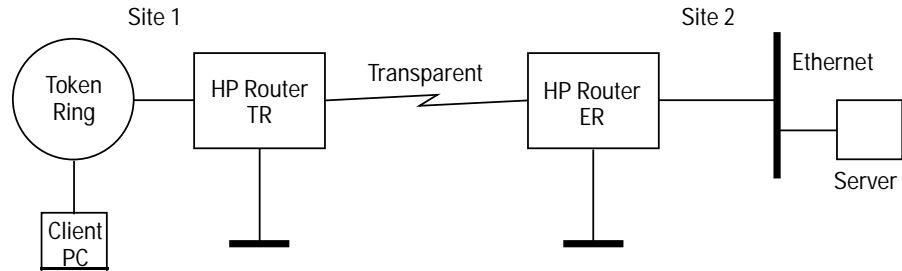 Site 1
Site 2
Token
Ring
HP Router
TR
Transparent
HP Router
ER
Ethernet
Server
Client
PC